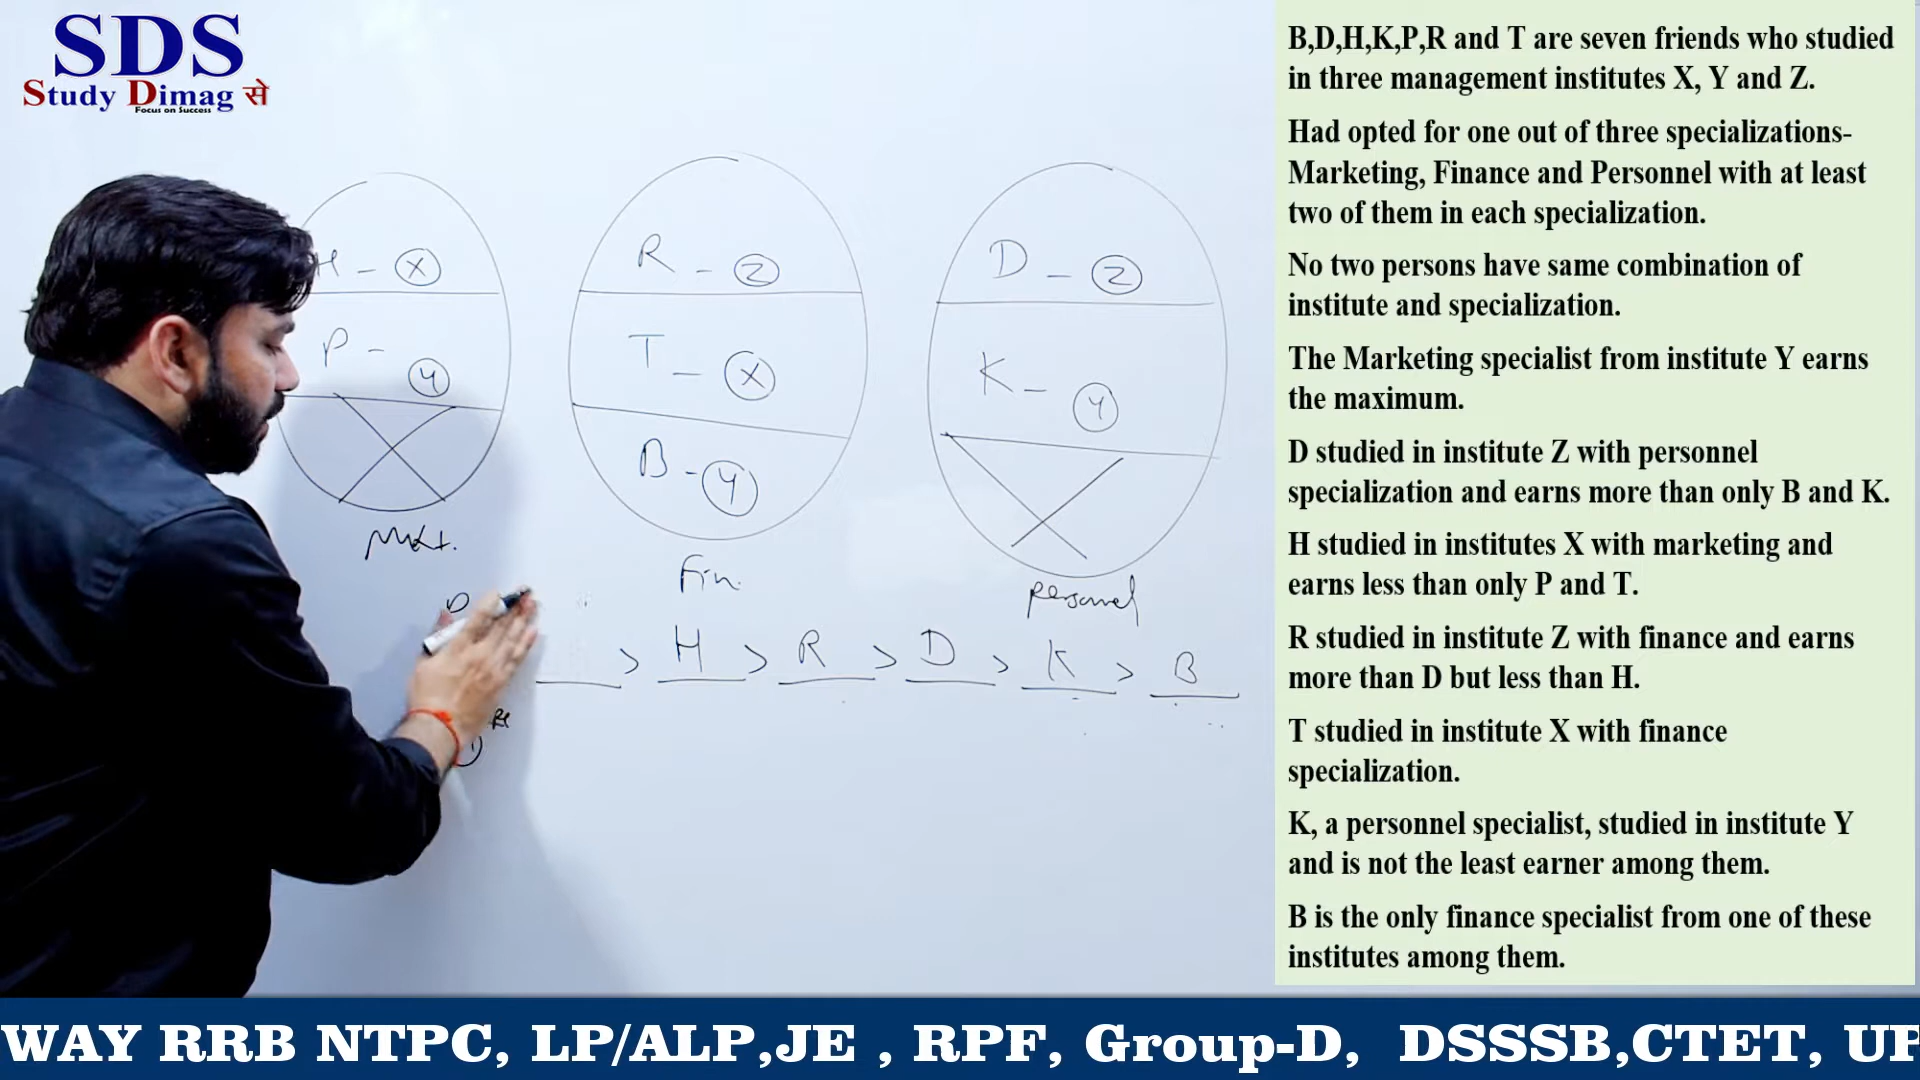 SDS
Study Dimag से
Focus on Success
B,D,H,K,P,R and T are seven friends who studied
in three management institutes X, Y and Z.
Had opted for one out of three specializations-
Marketing, Finance and Personnel with at least
two of them in each specialization.
No two persons have same combination of
institute and specialization.
The Marketing specialist from institute Y earns
the maximum.
D studied in institute Z with personnel
specialization and earns more than only B and K.
H studied in institutes X with marketing and
earns less than only P and T.
R studied in institute Z with finance and earns
more than D but less than H.
T studied in institute X with finance
specialization.
K, a personnel specialist, studied in institute Y
and is not the least earner among them.
B is the only finance specialist from one of these
institutes among them.
H - X
P - Y
Mkt.
R - Z
T - X
B - Y
Fin.
D - Z
K - Y
personel
> H > R > D > K > B
WAY RRB NTPC, LP/ALP,JE , RPF, Group-D, DSSSB,CTET,